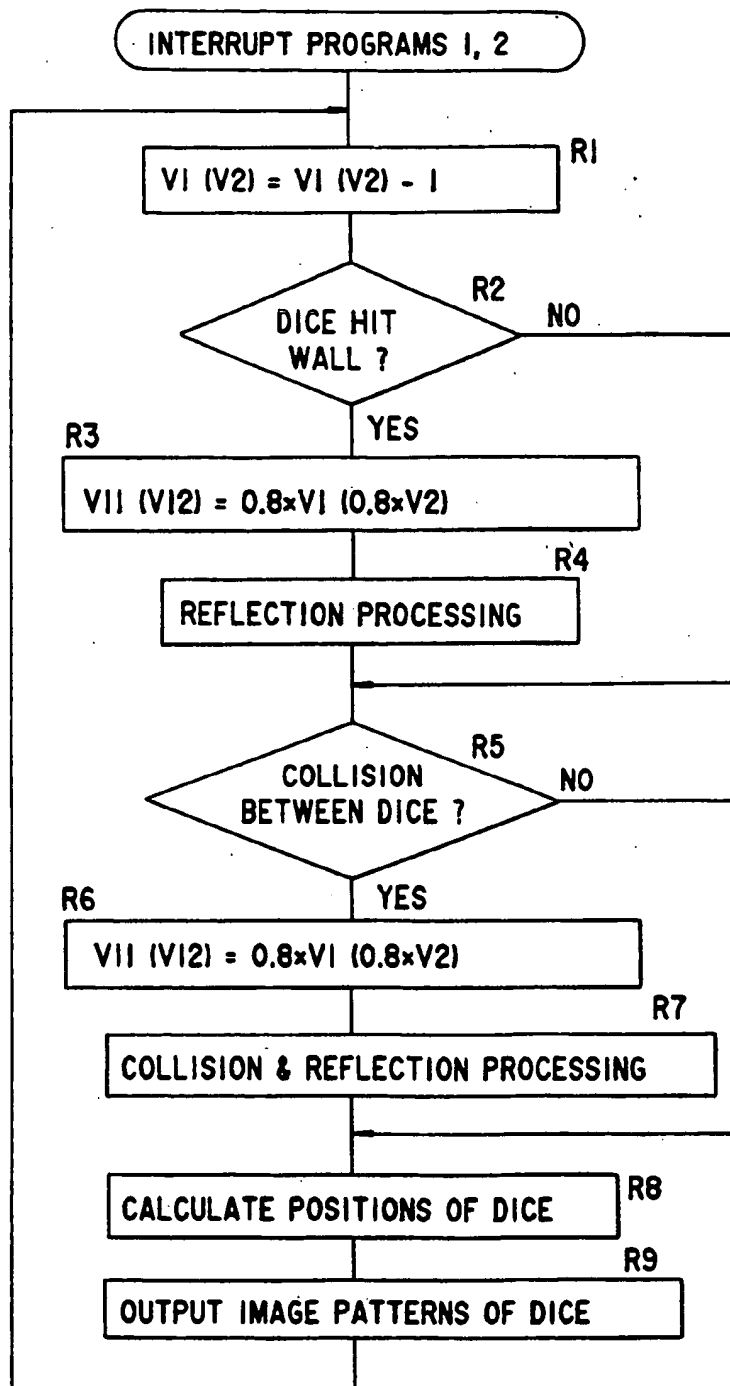 INTERRUPT PROGRAMS 1, 2
R1
V1 (V2) = V1 (V2) - 1
R2
DICE HIT
WALL ?
NO
YES
R3
V11 (V12) = 0.8×V1 (0.8×V2)
R4
REFLECTION PROCESSING
R5
COLLISION
BETWEEN DICE ?
NO
YES
R6
V11 (V12) = 0.8×V1 (0.8×V2)
R7
COLLISION & REFLECTION PROCESSING
R8
CALCULATE POSITIONS OF DICE
R9
OUTPUT IMAGE PATTERNS OF DICE